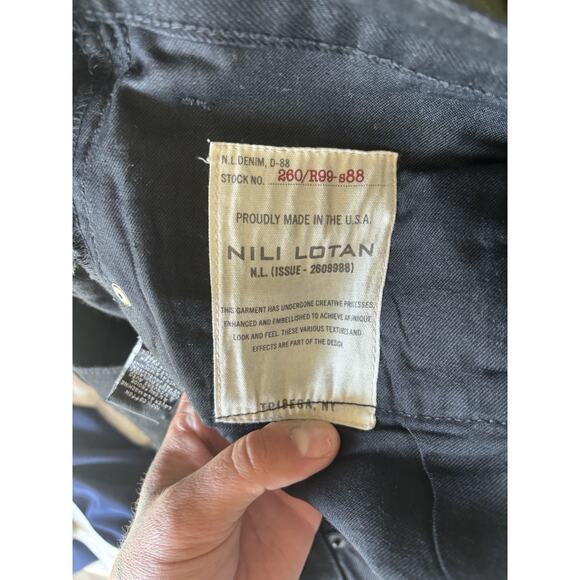 N.L.DENIM, D-88
STOCK NO. 260/R99-s88
PROUDLY MADE IN THE U.S.A.
NILI LOTAN
N.L. (ISSUE - 2609988)
THIS GARMENT HAS UNDERGONE CREATIVE PROCESSES,
ENHANCED AND EMBELLISHED TO ACHIEVE AN UNIQUE
LOOK AND FEEL. THESE VARIOUS TEXTURES AND
EFFECTS ARE PART OF THE DESIGN
TRIBECA, NY